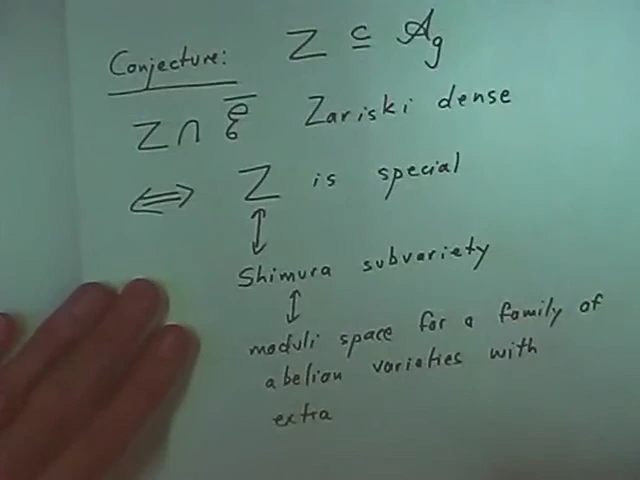 Conjecture: Z ⊆ 𝒜g
Z ∩ Zariski dense
⟺ Z is special
↕
Shimura subvariety
↕
moduli space for a family of
abelian varieties with
extra